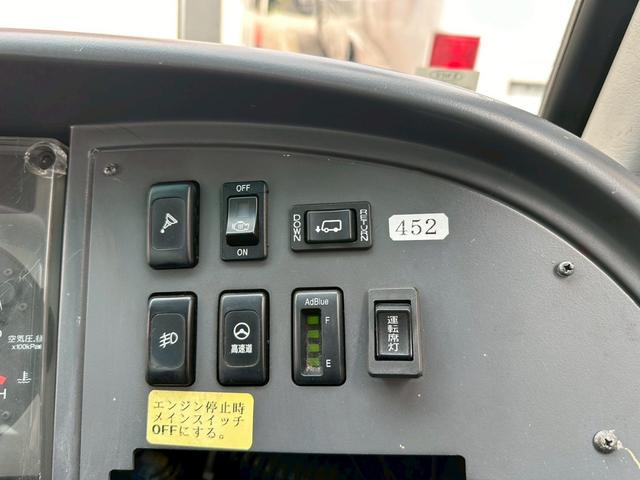 OFF
ON
DOWN
RETURN
452
空気圧
x100kPa
高速道
AdBlue
F
E
運転席灯
エンジン停止時
メインスイッチ
OFFにする。